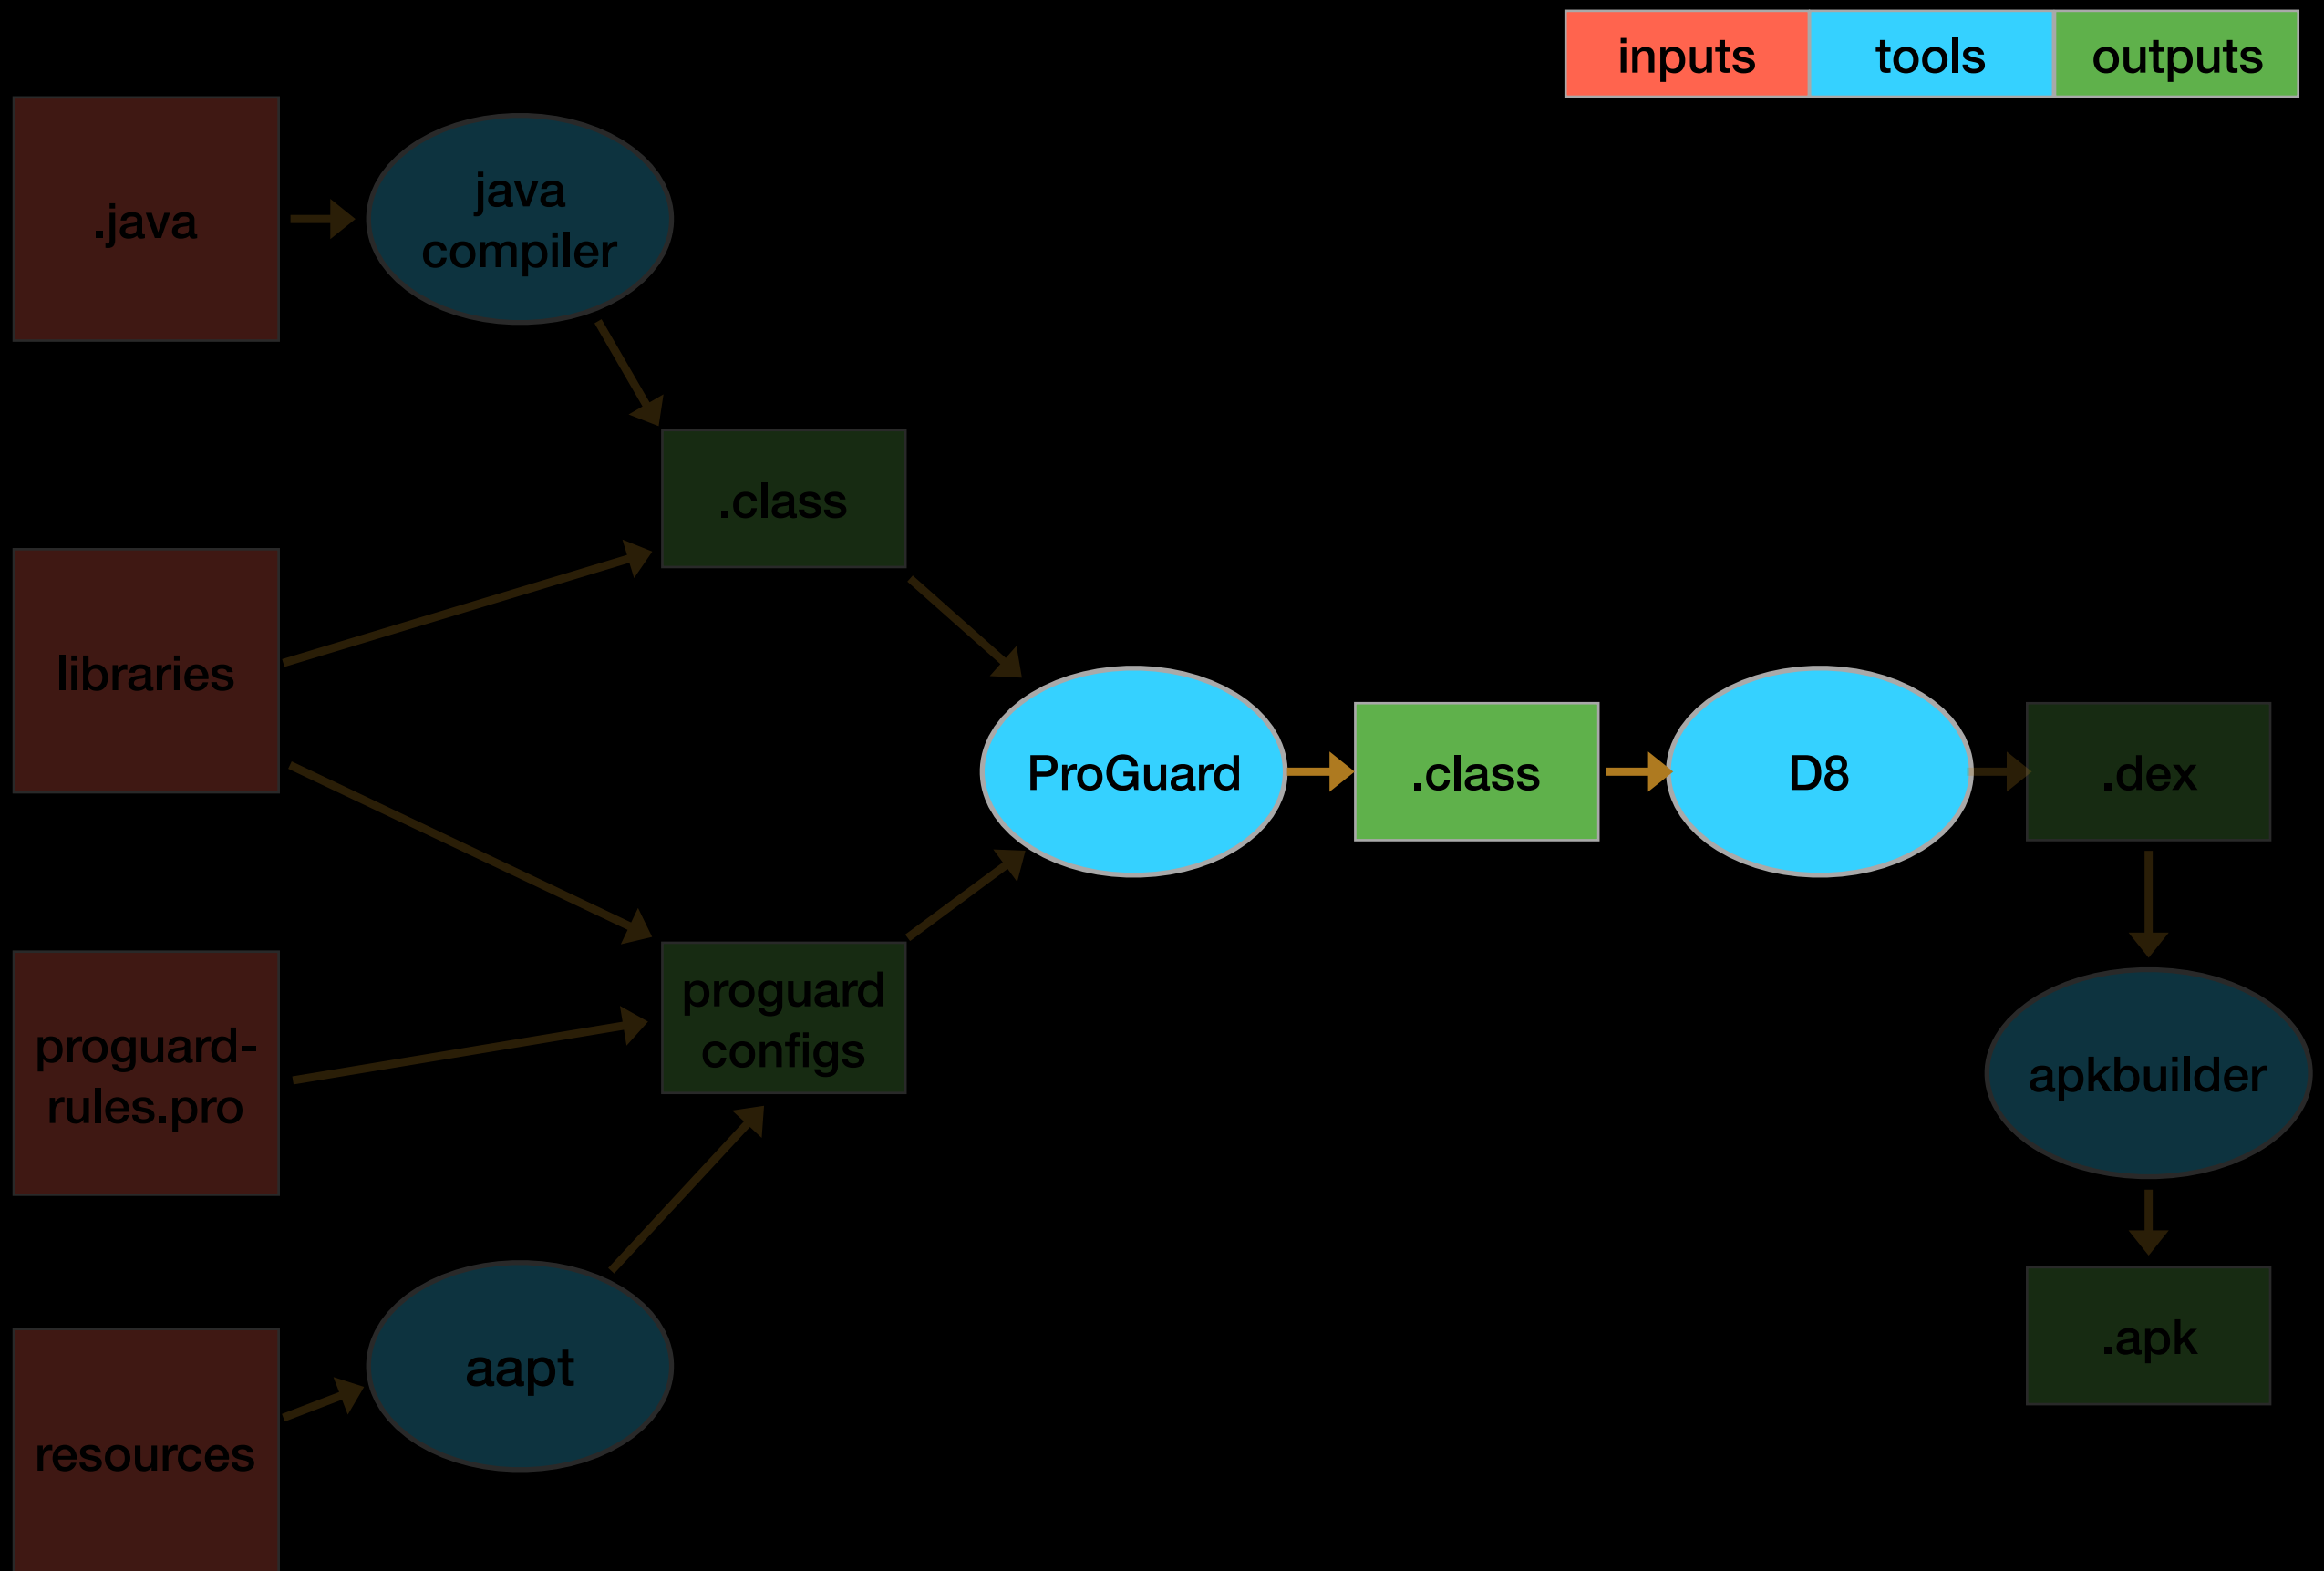 inputs
tools
outputs
.java
java
compiler
.class
libraries
ProGuard
.class
D8
.dex
proguard
configs
proguard-
rules.pro
apkbuilder
aapt
.apk
resources